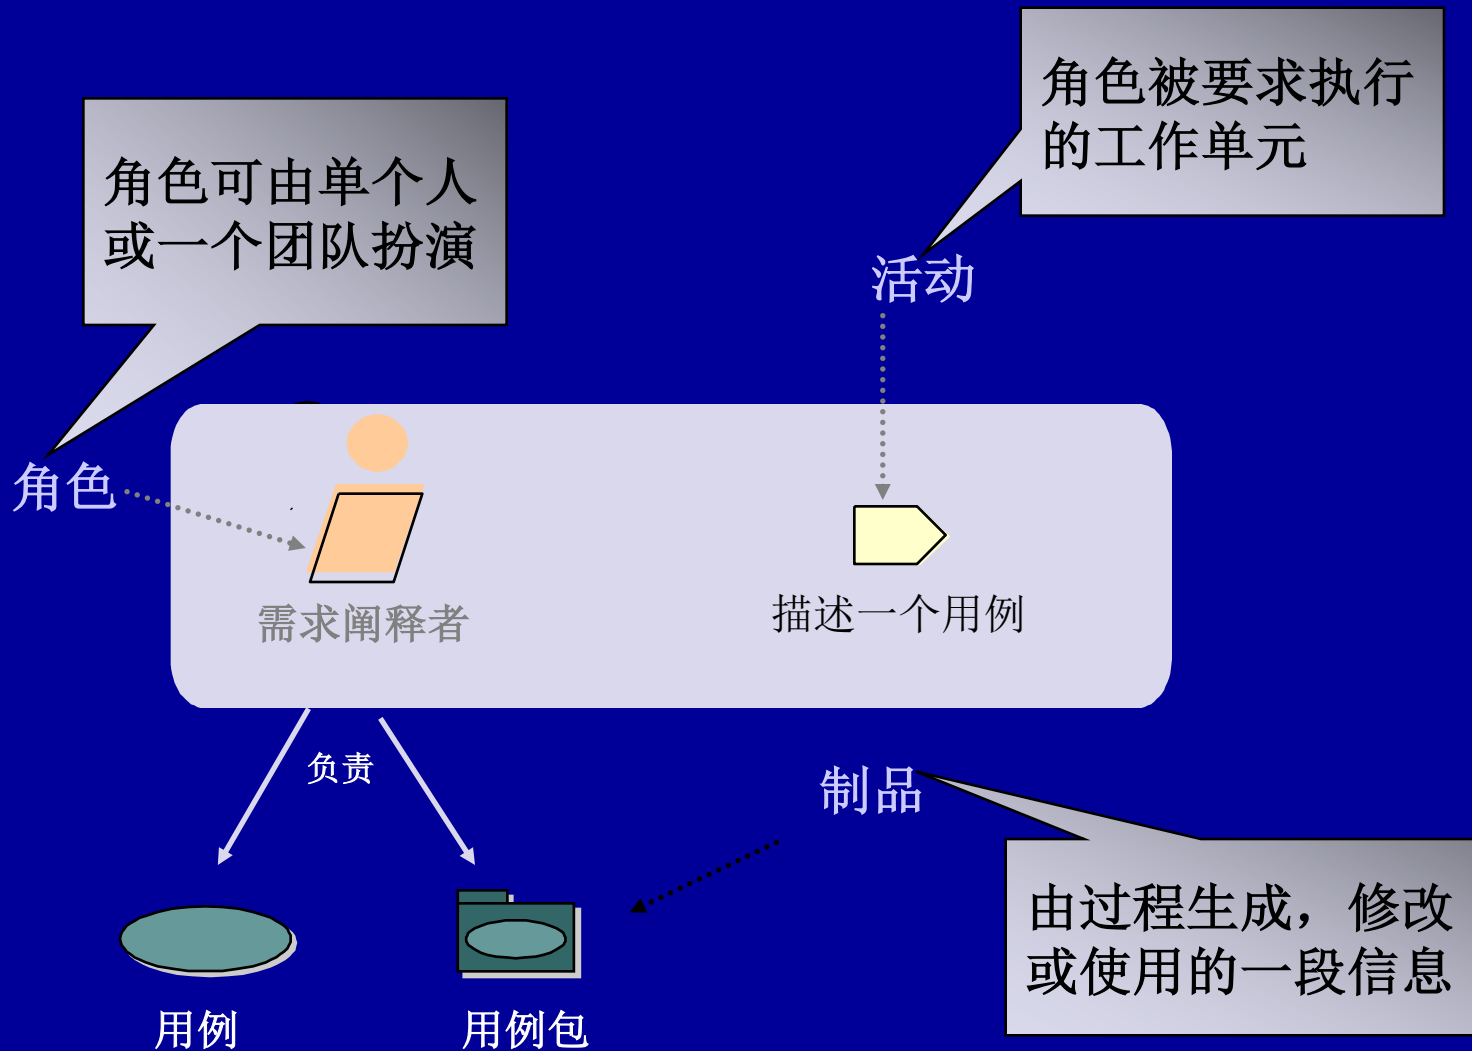 角色被要求执行
的工作单元
角色可由单个人
或一个团队扮演
活动
角色
需求阐释者
描述一个用例
负责
制品
由过程生成，修改
或使用的一段信息
用例
用例包